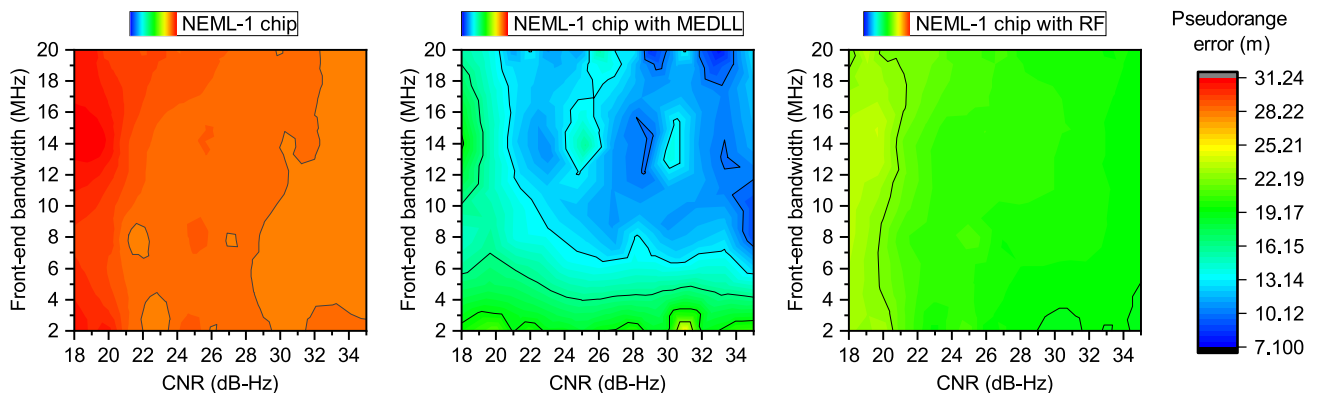 NEML-1 chip
NEML-1 chip with MEDLL
NEML-1 chip with RF
Pseudorange
error (m)
Front-end bandwidth (MHz)
20
18
16
14
12
10
8
6
4
2
18 20 22 24 26 28 30 32 34
CNR (dB-Hz)
Front-end bandwidth (MHz)
20
18
16
14
12
10
8
6
4
2
18 20 22 24 26 28 30 32 34
CNR (dB-Hz)
Front-end bandwidth (MHz)
20
18
16
14
12
10
8
6
4
2
18 20 22 24 26 28 30 32 34
CNR (dB-Hz)
31.24
28.22
25.21
22.19
19.17
16.15
13.14
10.12
7.100